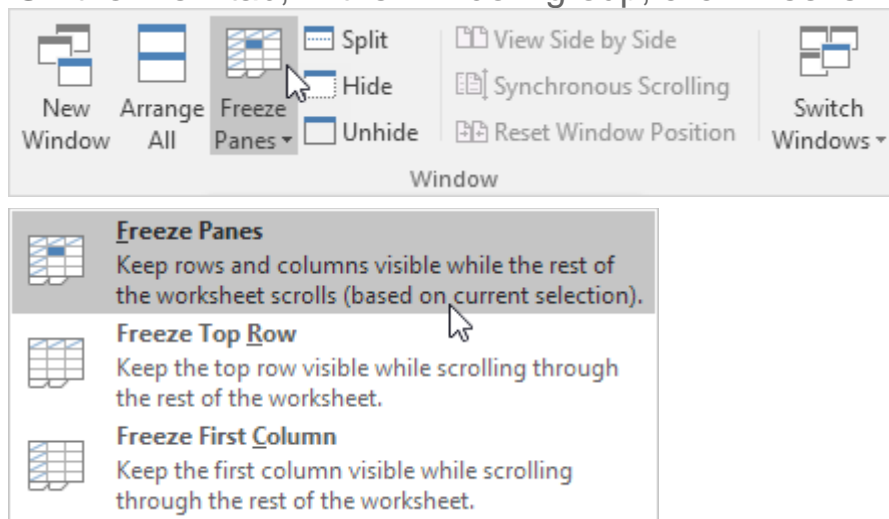 Split
View Side by Side
Hide
Synchronous Scrolling
New Window
Arrange All
Freeze Panes
Unhide
Reset Window Position
Switch Windows
Window
Freeze Panes
Keep rows and columns visible while the rest of
the worksheet scrolls (based on current selection).
Freeze Top Row
Keep the top row visible while scrolling through
the rest of the worksheet.
Freeze First Column
Keep the first column visible while scrolling
through the rest of the worksheet.